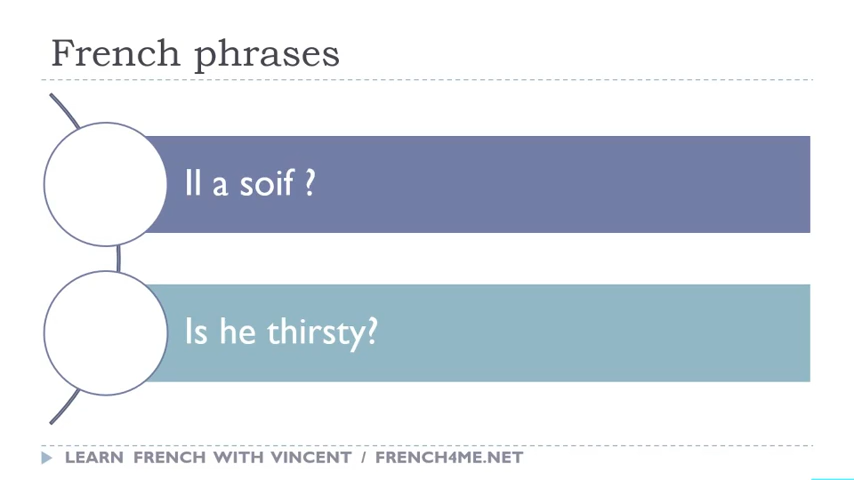 French phrases
Il a soif ?
Is he thirsty?
LEARN FRENCH WITH VINCENT / FRENCH4ME.NET